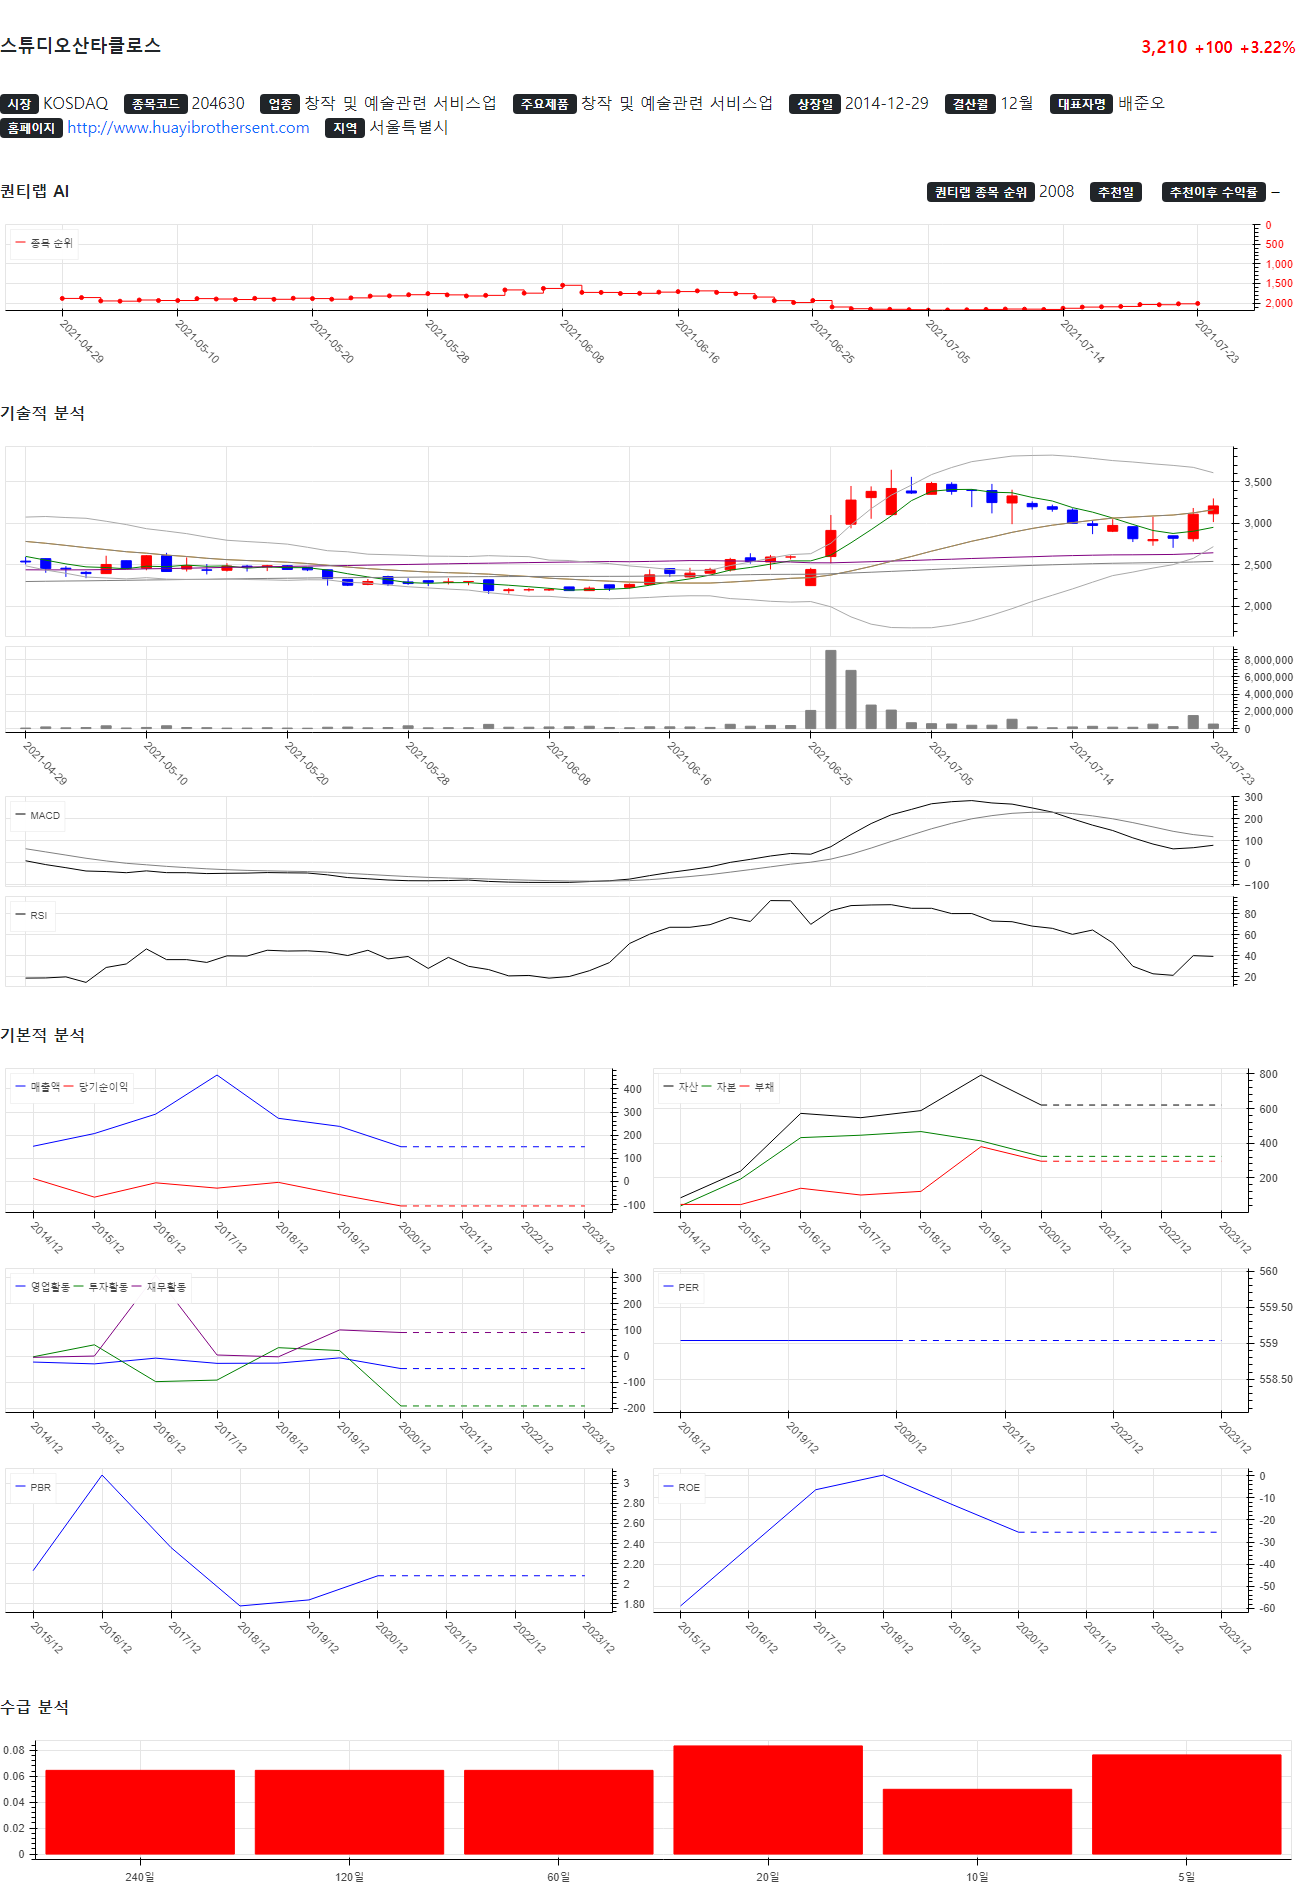 스튜디오산타클로스
3,210 +100 +3.22%
시장 KOSDAQ 종목코드 204630 업종 창작 및 예술관련 서비스업 주요제품 창작 및 예술관련 서비스업 상장일 2014-12-29 결산월 12월 대표자명 배준오
홈페이지 http://www.huayibrothersent.com 지역 서울특별시
퀀티랩 AI
퀀티랩 종목 순위 2008 추천일 추천이후 수익률 –
종목 순위
0
500
1,000
1,500
2,000
2021-04-29 2021-05-10 2021-05-20 2021-05-28 2021-06-08 2021-06-16 2021-06-25 2021-07-05 2021-07-14 2021-07-23
기술적 분석
3,500
3,000
2,500
2,000
8,000,000
6,000,000
4,000,000
2,000,000
0
2021-04-29 2021-05-10 2021-05-20 2021-05-28 2021-06-08 2021-06-16 2021-06-25 2021-07-05 2021-07-14 2021-07-23
MACD
300
200
100
0
-100
RSI
80
60
40
20
기본적 분석
매출액 당기순이익
400
300
200
100
0
-100
2014/12 2015/12 2016/12 2017/12 2018/12 2019/12 2020/12 2021/12 2022/12 2023/12
자산 자본 부채
800
600
400
200
2014/12 2015/12 2016/12 2017/12 2018/12 2019/12 2020/12 2021/12 2022/12 2023/12
영업활동 투자활동 재무활동
300
200
100
0
-100
-200
2014/12 2015/12 2016/12 2017/12 2018/12 2019/12 2020/12 2021/12 2022/12 2023/12
PER
560
559.50
559
558.50
2018/12 2019/12 2020/12 2021/12 2022/12 2023/12
PBR
3
2.80
2.60
2.40
2.20
2
1.80
2015/12 2016/12 2017/12 2018/12 2019/12 2020/12 2021/12 2022/12 2023/12
ROE
0
-10
-20
-30
-40
-50
-60
2015/12 2016/12 2017/12 2018/12 2019/12 2020/12 2021/12 2022/12 2023/12
수급 분석
0.08
0.06
0.04
0.02
0
240일 120일 60일 20일 10일 5일